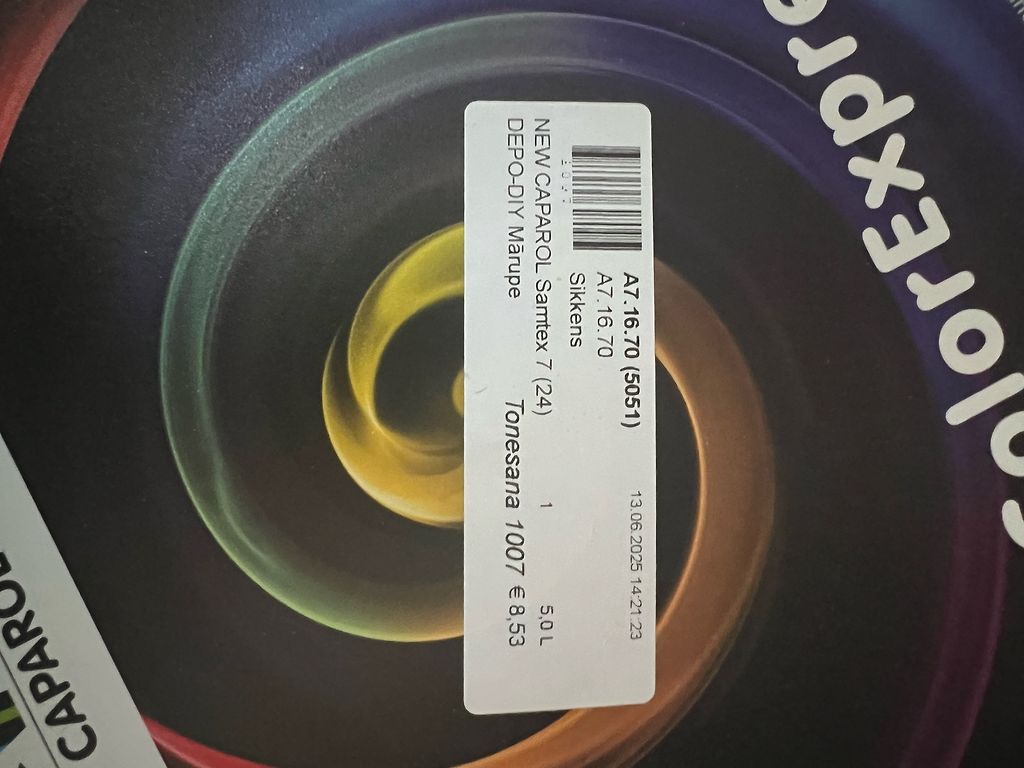 A7.16.70 (5051) 13.06.2025 14:21:23
A7.16.70
Sikkens
NEW CAPAROL Samtex 7 (24) 1 5,0 L
DEPO-DIY Mārupe Tonesana 1007 € 8,53
ColorExpre
CAPAROL